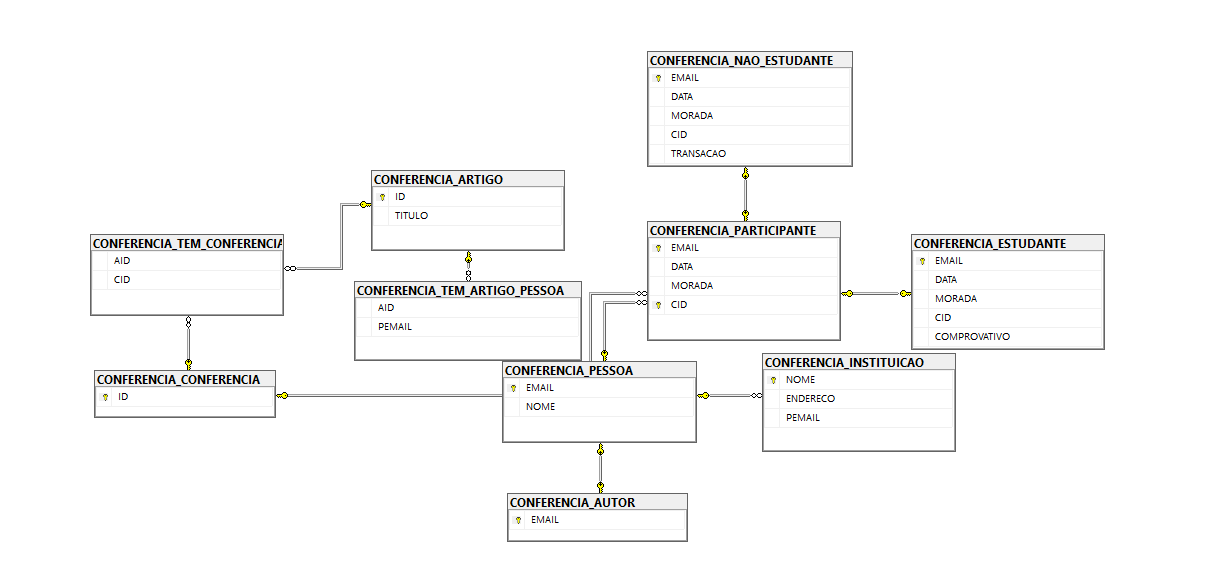 CONFERENCIA_NAO_ESTUDANTE
EMAIL
DATA
MORADA
CID
TRANSACAO
CONFERENCIA_ARTIGO
ID
TITULO
CONFERENCIA_TEM_CONFERENCIA
AID
CID
CONFERENCIA_TEM_ARTIGO_PESSOA
AID
PEMAIL
CONFERENCIA_PARTICIPANTE
EMAIL
DATA
MORADA
CID
CONFERENCIA_ESTUDANTE
EMAIL
DATA
MORADA
CID
COMPROVATIVO
CONFERENCIA_CONFERENCIA
ID
CONFERENCIA_PESSOA
EMAIL
NOME
CONFERENCIA_INSTITUICAO
NOME
ENDERECO
PEMAIL
CONFERENCIA_AUTOR
EMAIL